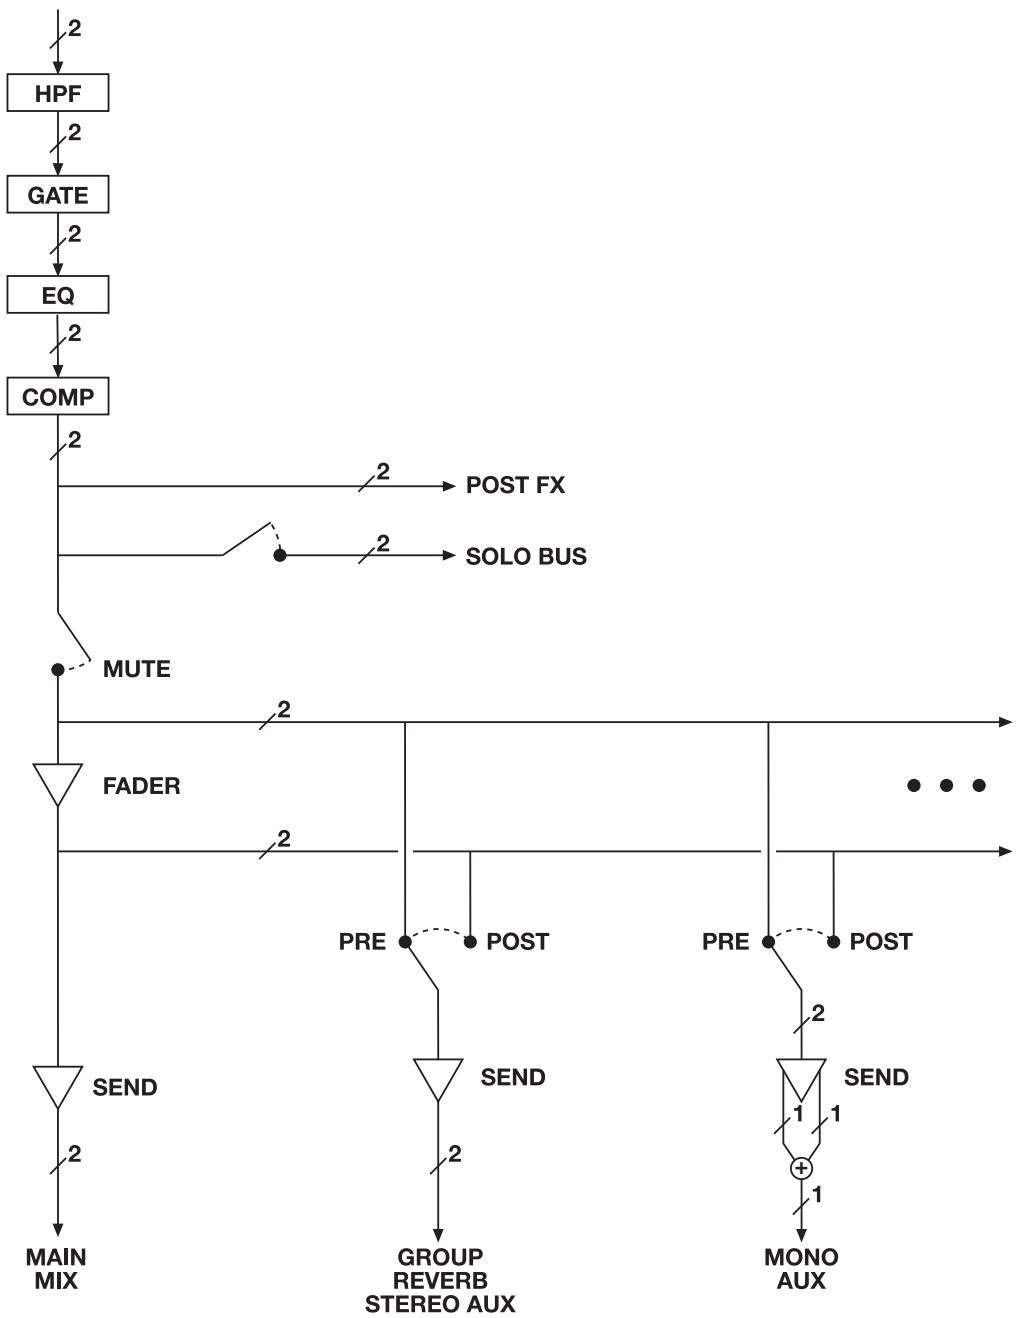 2
HPF
2
GATE
2
EQ
2
COMP
2
2
POST FX
2
SOLO BUS
MUTE
2
FADER
2
PRE
POST
PRE
POST
2
SEND
SEND
SEND
1
1
2
2
1
MAIN
MIX
GROUP
REVERB
STEREO AUX
MONO
AUX